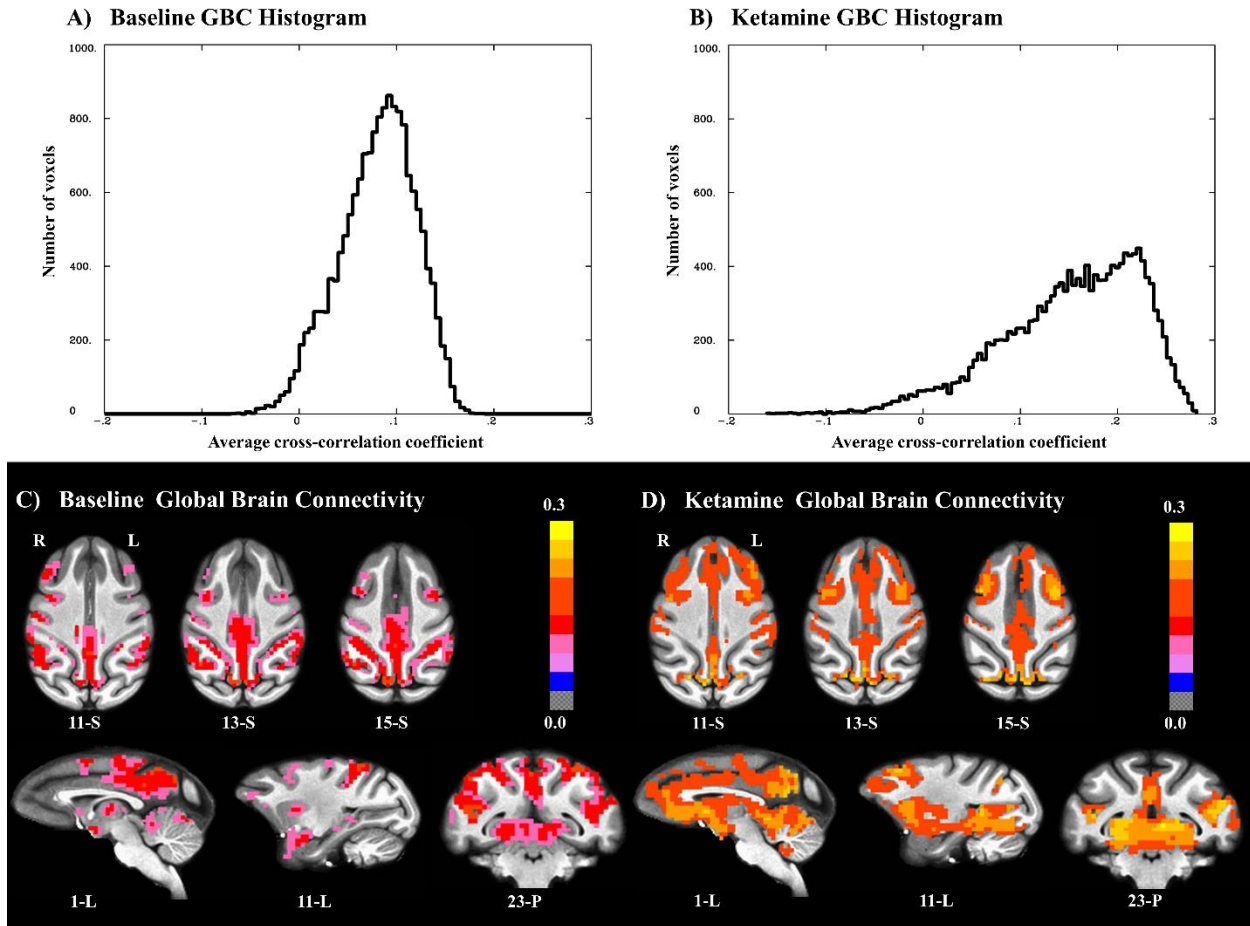 A) Baseline GBC Histogram
B) Ketamine GBC Histogram
1000.
800.
600.
400.
200.
0
Number of voxels
-.2
-.1
0
.1
.2
.3
Average cross-correlation coefficient
1000.
800.
600.
400.
200.
0
Number of voxels
-.2
-.1
0
.1
.2
.3
Average cross-correlation coefficient
C) Baseline Global Brain Connectivity
0.3
R
L
11-S
13-S
15-S
0.0
1-L
11-L
23-P
D) Ketamine Global Brain Connectivity
0.3
R
L
11-S
13-S
15-S
0.0
1-L
11-L
23-P